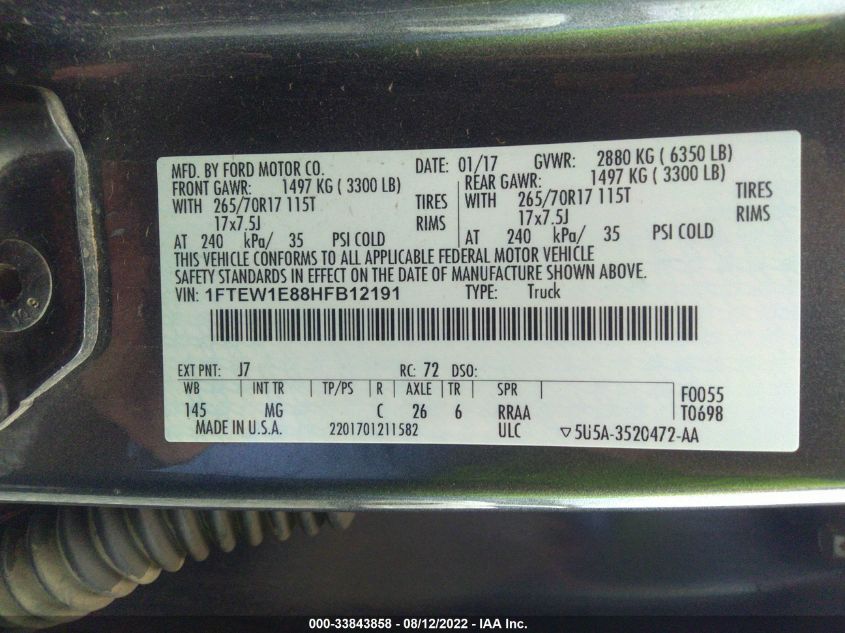 MFD. BY FORD MOTOR CO. DATE: 01/17 GVWR: 2880 KG ( 6350 LB)
FRONT GAWR: 1497 KG ( 3300 LB) REAR GAWR: 1497 KG ( 3300 LB)
WITH 265/70R17 115T TIRES WITH 265/70R17 115T TIRES
17x7.5J RIMS 17x7.5J RIMS
AT 240 kPa/ 35 PSI COLD AT 240 kPa/ 35 PSI COLD
THIS VEHICLE CONFORMS TO ALL APPLICABLE FEDERAL MOTOR VEHICLE
SAFETY STANDARDS IN EFFECT ON THE DATE OF MANUFACTURE SHOWN ABOVE.
VIN: 1FTEW1E88HFB12191 TYPE: Truck
EXT PNT: J7 RC: 72 DSO:
WB INT TR TP/PS R AXLE TR SPR F0055
145 MG C 26 6 RRAA T0698
MADE IN U.S.A. 2201701211582 ULC ▽5U5A-3520472-AA
000-33843858 - 08/12/2022 - IAA Inc.